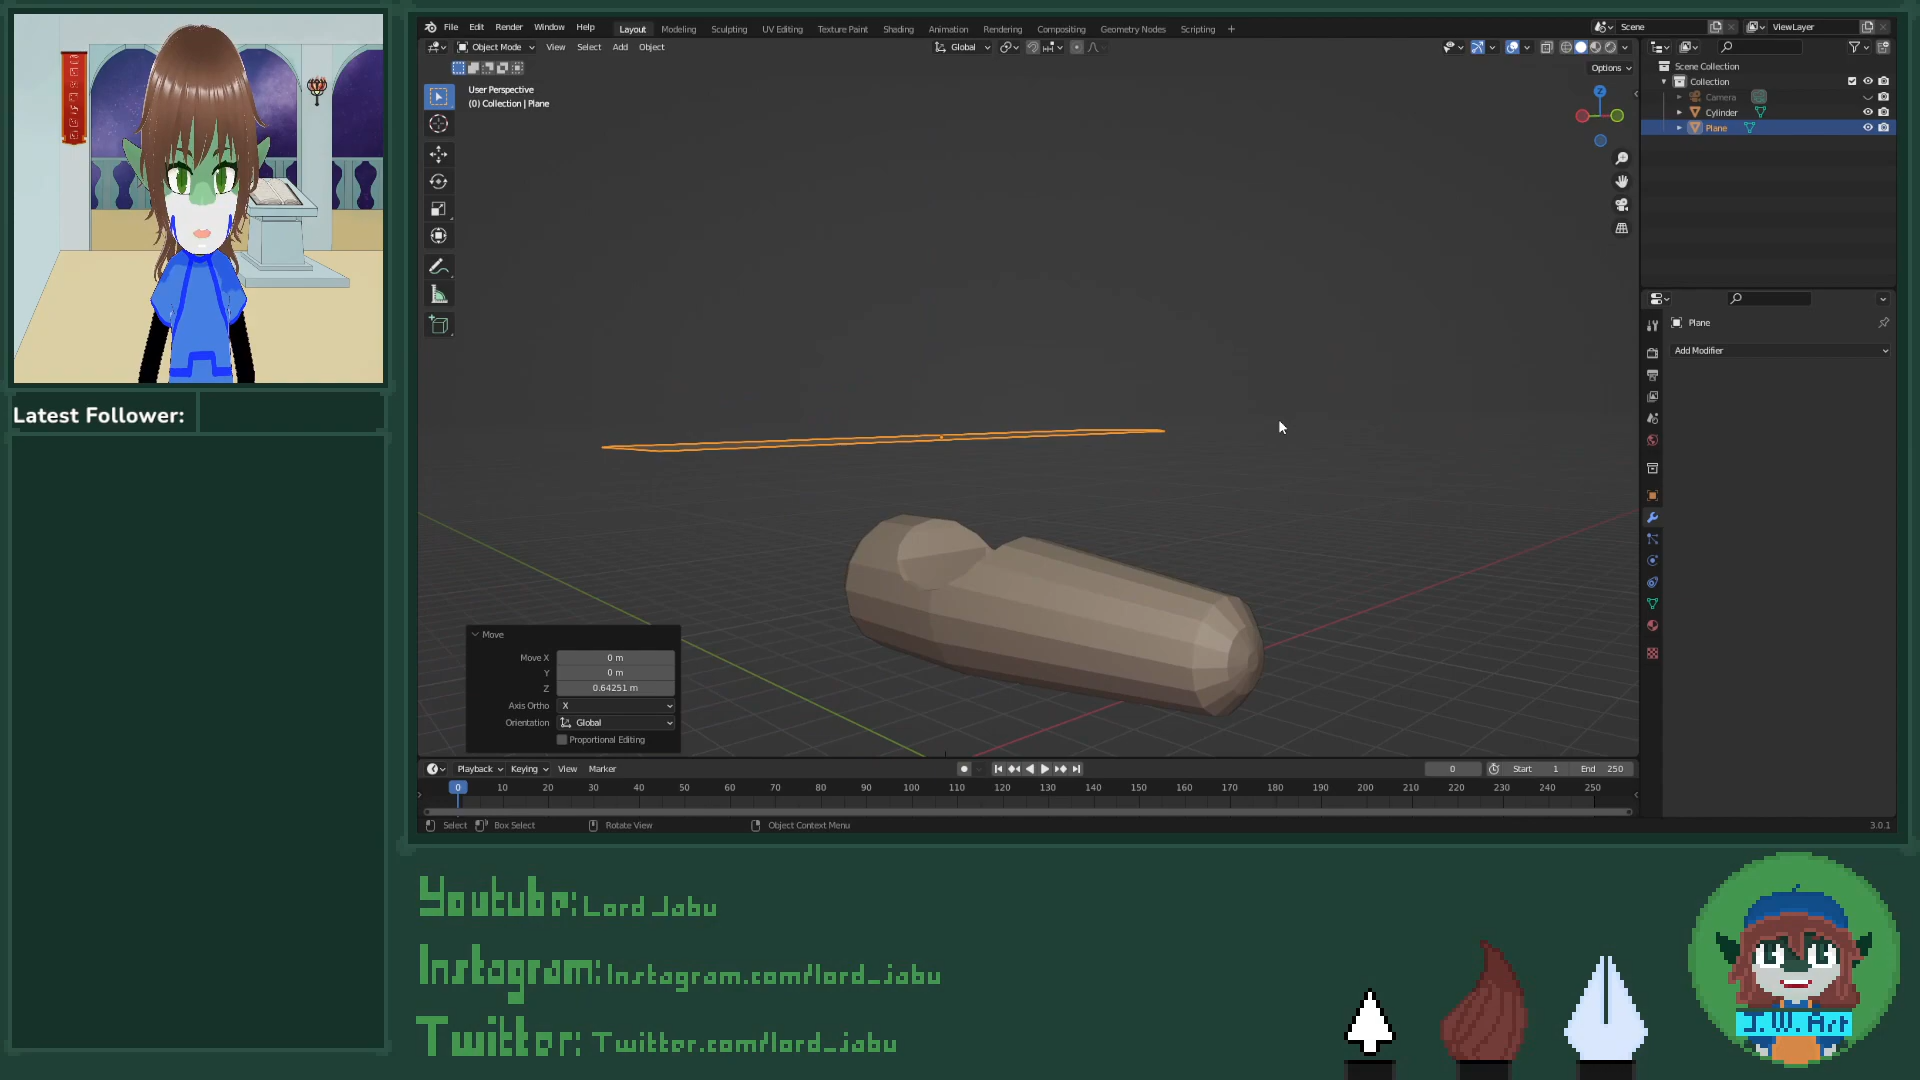 File Edit Render Window Help Layout Modeling Sculpting UV Editing Texture Paint Shading Animation Rendering Compositing Geometry Nodes Scripting + Scene ViewLayer
Object Mode View Select Add Object Global
Options
User Perspective
(0) Collection | Plane
Z
Scene Collection
Collection
Camera
Cylinder
Plane
Plane
Add Modifier
Latest Follower:
Move
Move X 0 m
Y 0 m
Z 0.64251 m
Axis Ortho X
Orientation Global
Proportional Editing
Playback Keying View Marker 0 Start 1 End 250
0 10 20 30 40 50 60 70 80 90 100 110 120 130 140 150 160 170 180 190 200 210 220 230 240 250
Select Box Select Rotate View Object Context Menu 3.0.1
Youtube: Lord Jabu
Instagram: Instagram.com/lord_jabu
Twitter: Twitter.com/lord_jabu
J.W. Art